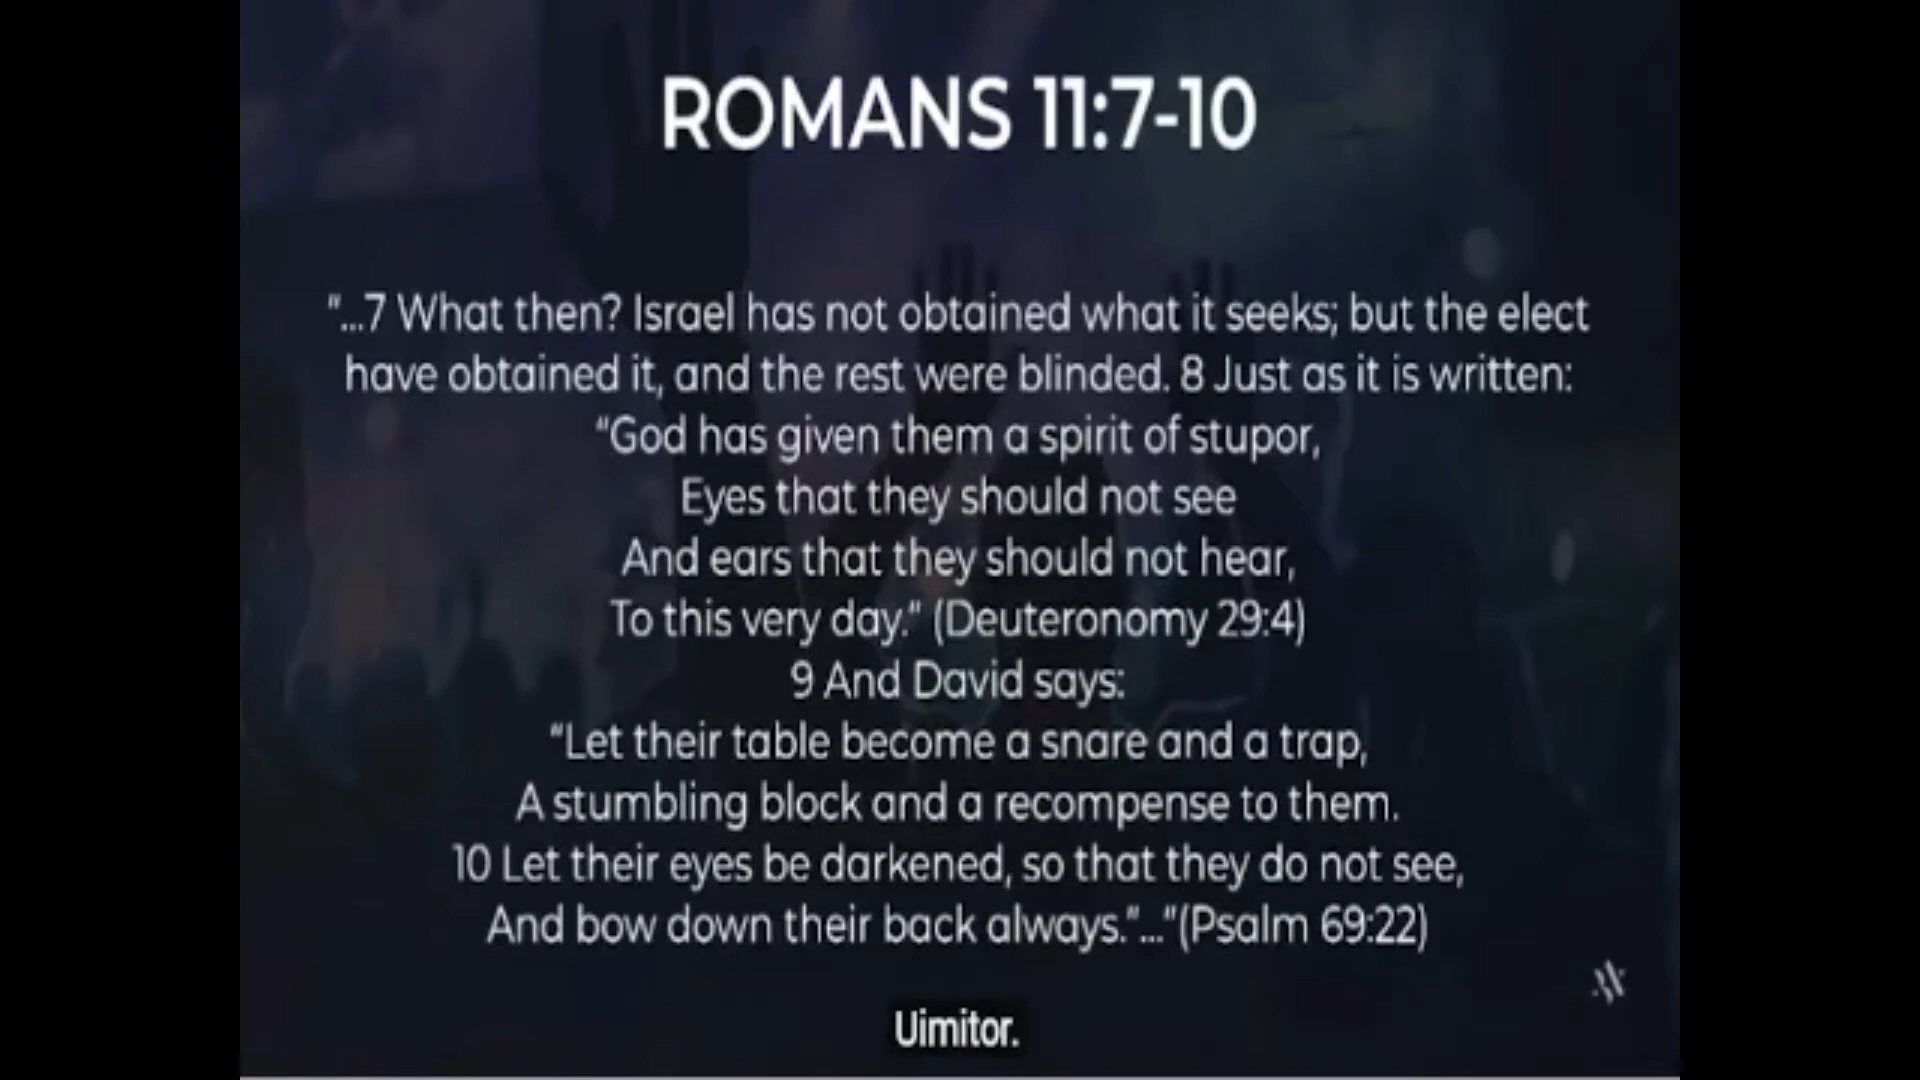 ROMANS 11:7-10
"...7 What then? Israel has not obtained what it seeks; but the elect
have obtained it, and the rest were blinded. 8 Just as it is written:
"God has given them a spirit of stupor,
Eyes that they should not see
And ears that they should not hear,
To this very day." (Deuteronomy 29:4)
9 And David says:
"Let their table become a snare and a trap,
A stumbling block and a recompense to them.
10 Let their eyes be darkened, so that they do not see,
And bow down their back always."..."(Psalm 69:22)
Uimitor.